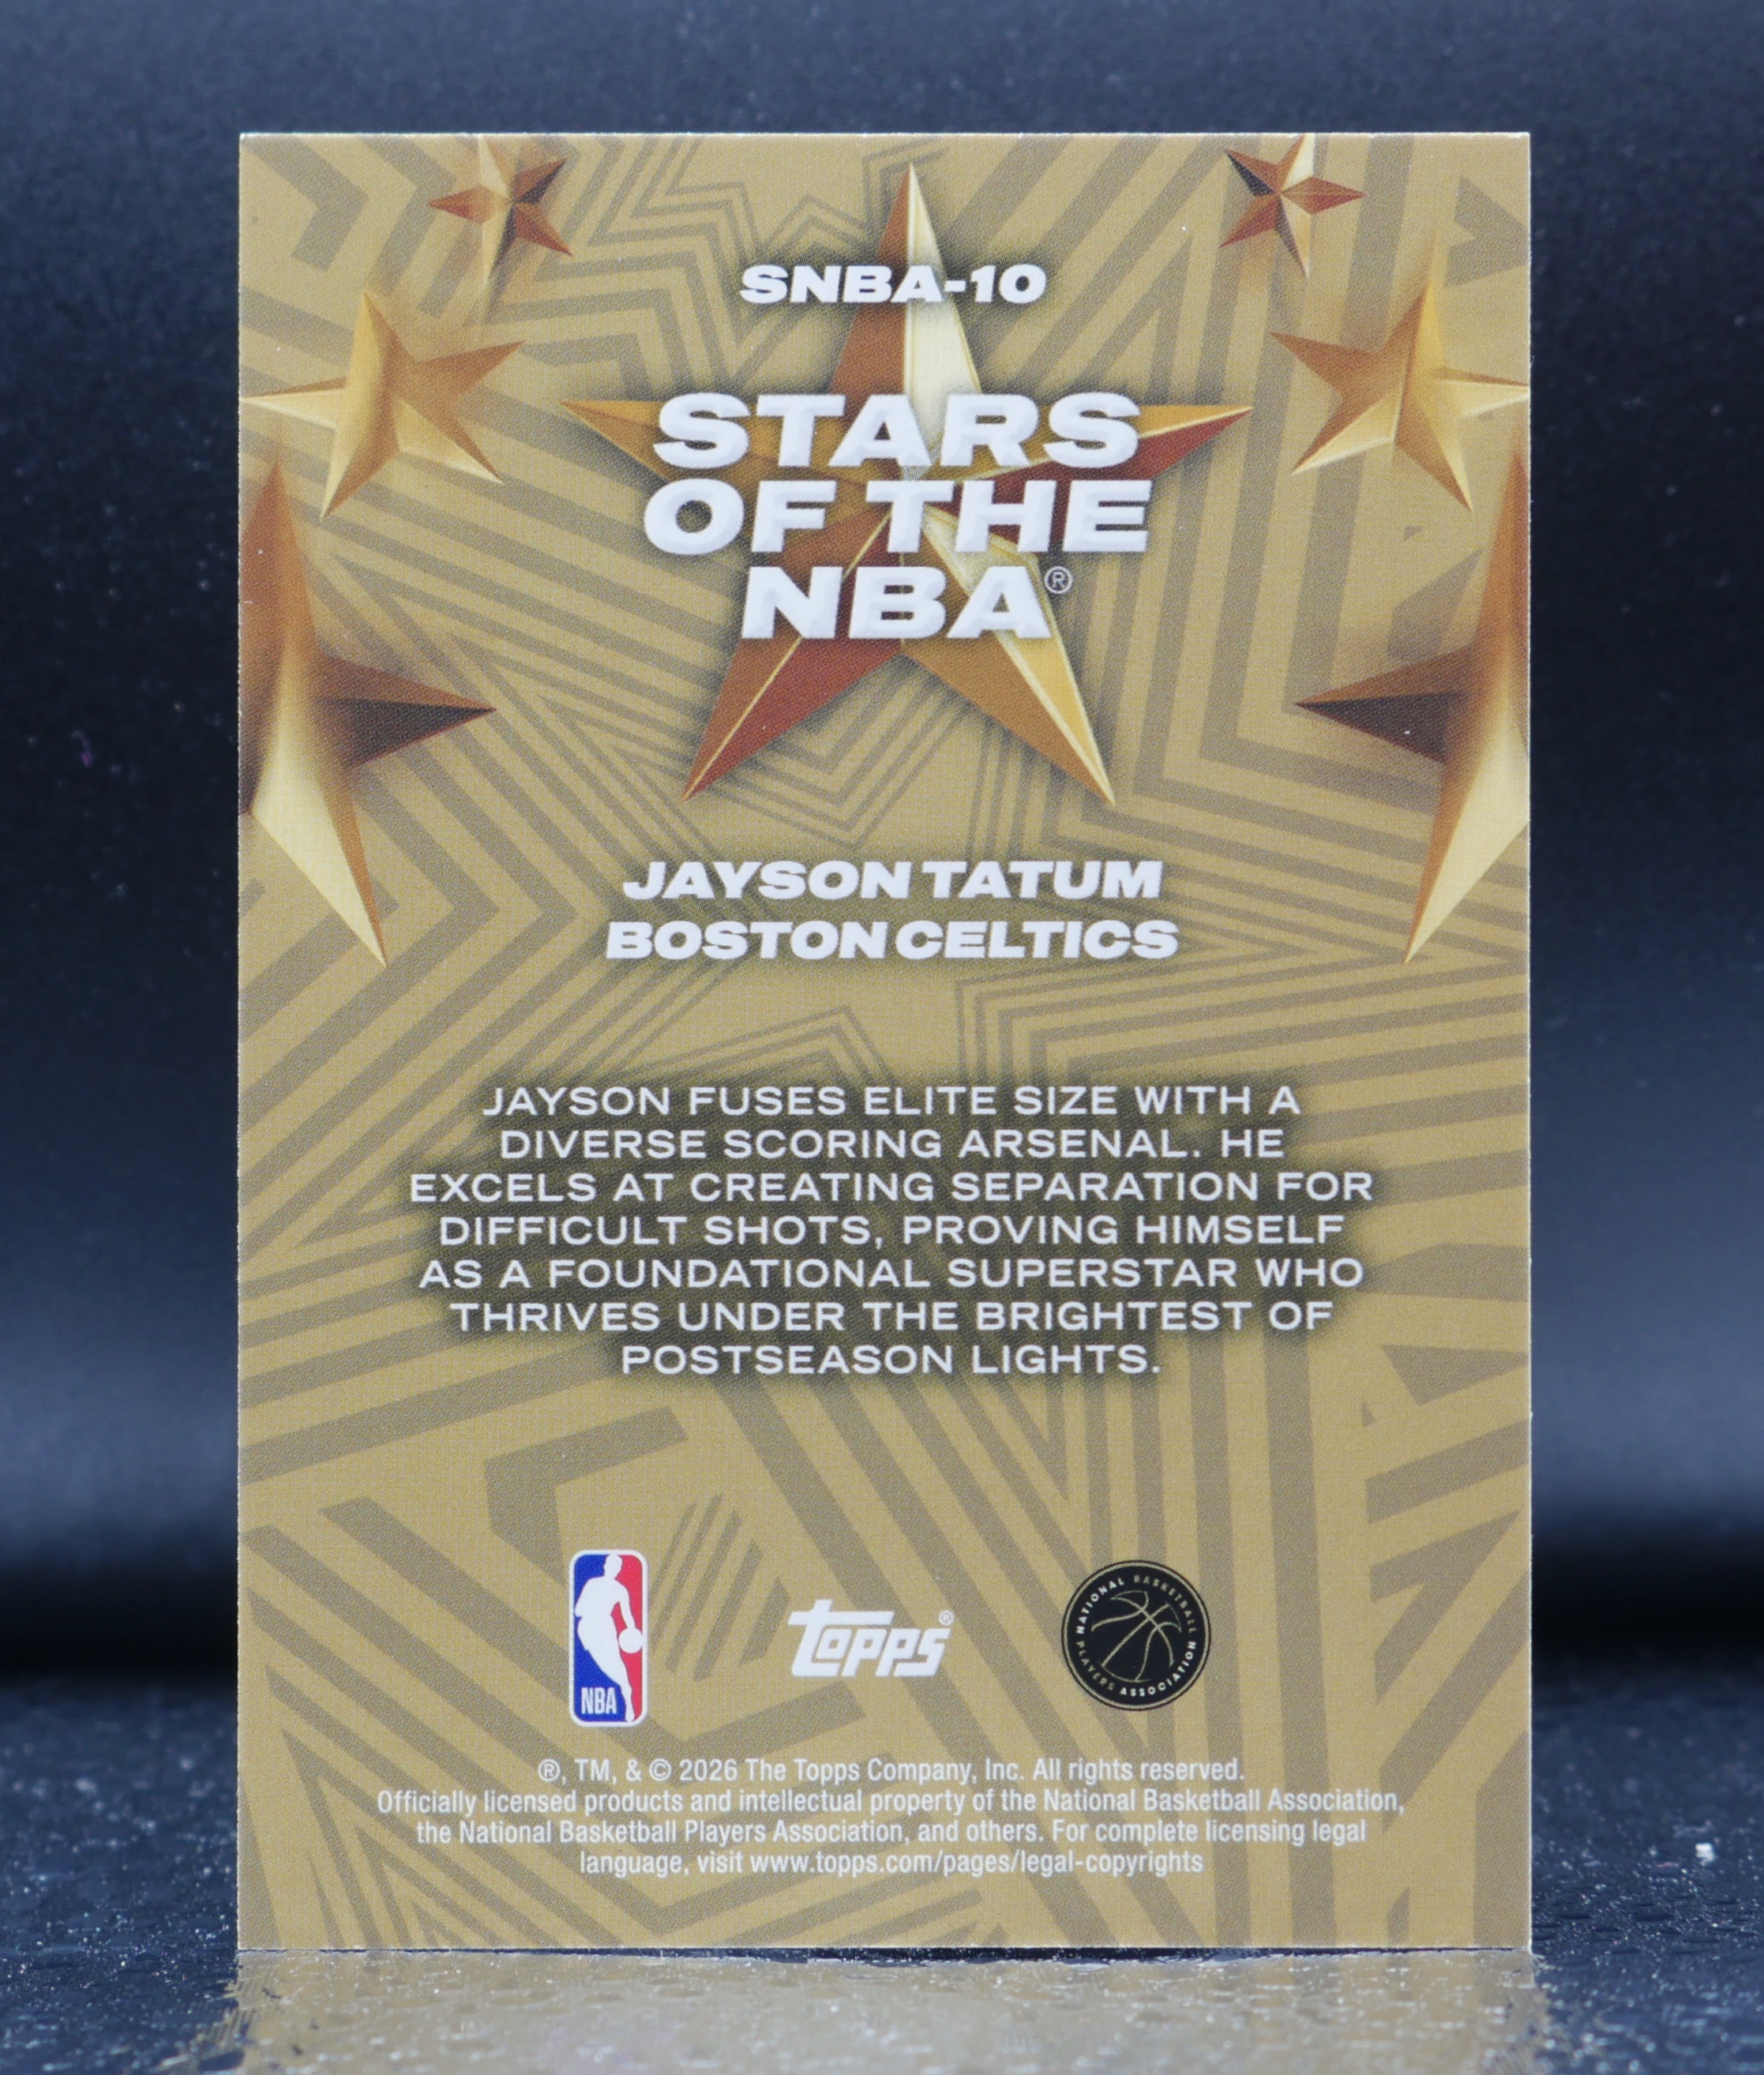 SNBA-10
STARS
OF THE
NBA®
JAYSON TATUM
BOSTON CELTICS
JAYSON FUSES ELITE SIZE WITH A
DIVERSE SCORING ARSENAL. HE
EXCELS AT CREATING SEPARATION FOR
DIFFICULT SHOTS, PROVING HIMSELF
AS A FOUNDATIONAL SUPERSTAR WHO
THRIVES UNDER THE BRIGHTEST OF
POSTSEASON LIGHTS.
NBA
Topps®
NATIONAL BASKETBALL
PLAYERS ASSOCIATION
®, TM, & © 2026 The Topps Company, Inc. All rights reserved.
Officially licensed products and intellectual property of the National Basketball Association,
the National Basketball Players Association, and others. For complete licensing legal
language, visit www.topps.com/pages/legal-copyrights